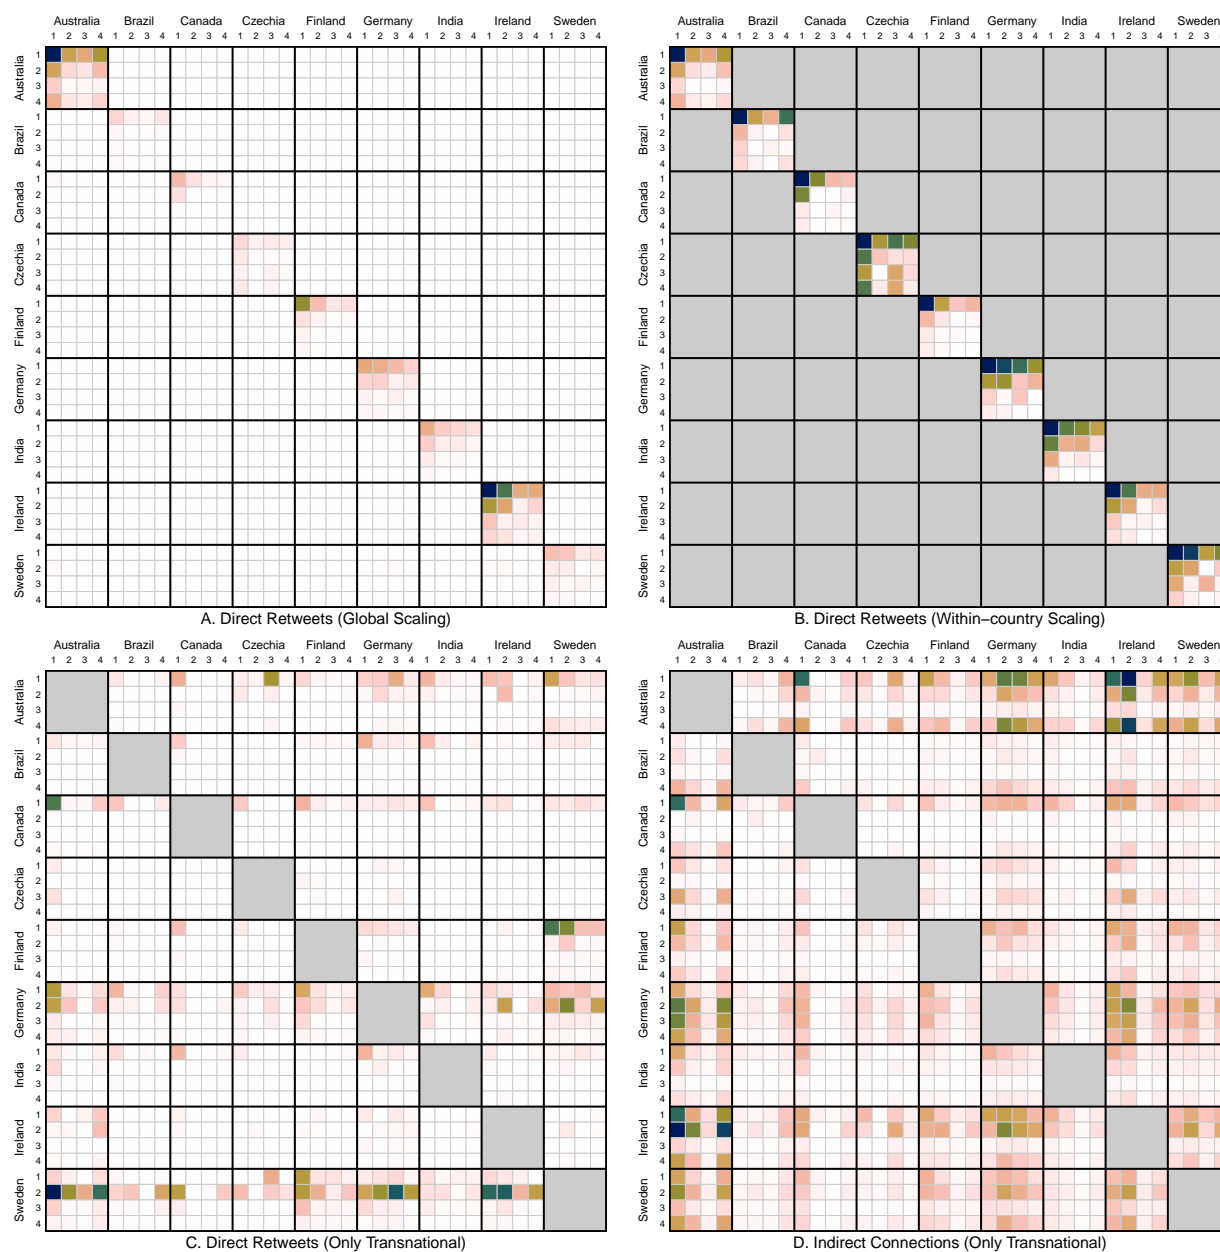 Australia Brazil Canada Czechia Finland Germany India Ireland Sweden
1 2 3 4 1 2 3 4 1 2 3 4 1 2 3 4 1 2 3 4 1 2 3 4 1 2 3 4 1 2 3 4 1 2 3 4
Australia 1 2 3 4
Brazil 1 2 3 4
Canada 1 2 3 4
Czechia 1 2 3 4
Finland 1 2 3 4
Germany 1 2 3 4
India 1 2 3 4
Ireland 1 2 3 4
Sweden 1 2 3 4
A. Direct Retweets (Global Scaling)
Australia Brazil Canada Czechia Finland Germany India Ireland Sweden
1 2 3 4 1 2 3 4 1 2 3 4 1 2 3 4 1 2 3 4 1 2 3 4 1 2 3 4 1 2 3 4 1 2 3
Australia 1 2 3 4
Brazil 1 2 3 4
Canada 1 2 3 4
Czechia 1 2 3 4
Finland 1 2 3 4
Germany 1 2 3 4
India 1 2 3 4
Ireland 1 2 3 4
Sweden 1 2 3 4
B. Direct Retweets (Within−country Scaling)
Australia Brazil Canada Czechia Finland Germany India Ireland Sweden
1 2 3 4 1 2 3 4 1 2 3 4 1 2 3 4 1 2 3 4 1 2 3 4 1 2 3 4 1 2 3 4 1 2 3 4
Australia 1 2 3 4
Brazil 1 2 3 4
Canada 1 2 3 4
Czechia 1 2 3 4
Finland 1 2 3 4
Germany 1 2 3 4
India 1 2 3 4
Ireland 1 2 3 4
Sweden 1 2 3 4
C. Direct Retweets (Only Transnational)
Australia Brazil Canada Czechia Finland Germany India Ireland Sweden
1 2 3 4 1 2 3 4 1 2 3 4 1 2 3 4 1 2 3 4 1 2 3 4 1 2 3 4 1 2 3 4 1 2 3 4
Australia 1 2 3 4
Brazil 1 2 3 4
Canada 1 2 3 4
Czechia 1 2 3 4
Finland 1 2 3 4
Germany 1 2 3 4
India 1 2 3 4
Ireland 1 2 3 4
Sweden 1 2 3 4
D. Indirect Connections (Only Transnational)